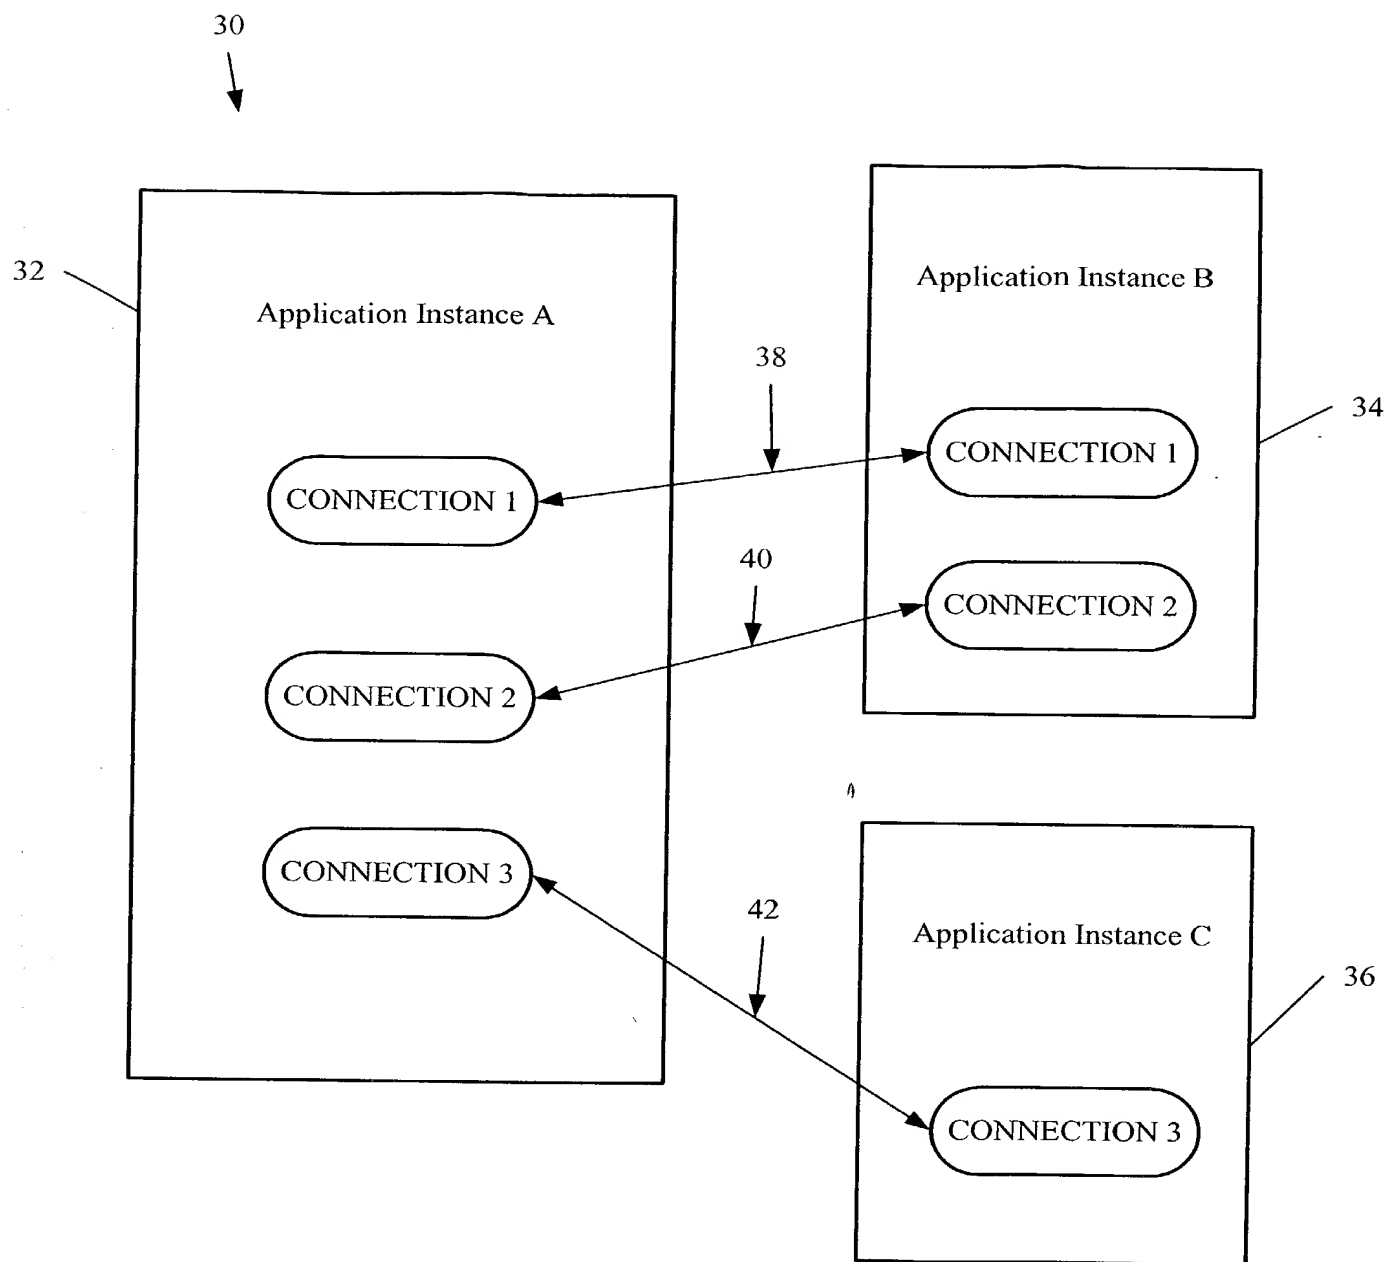 30
32
Application Instance A
CONNECTION 1
CONNECTION 2
CONNECTION 3
38
40
42
Application Instance B
34
CONNECTION 1
CONNECTION 2
Application Instance C
36
CONNECTION 3